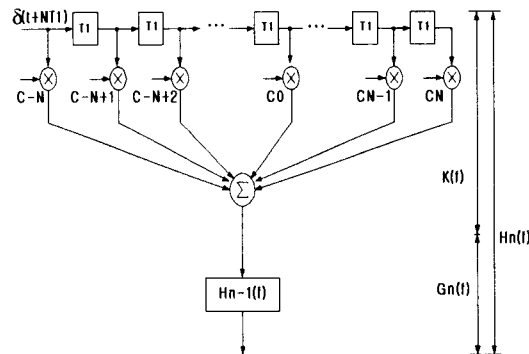 δ(t+NT1)
T1 T1 ... T1 ... T1 T1
C-N C-N+1 C-N+2 C0 CN-1 CN
Σ
K(f)
Hn(f)
Hn-1(f)
Gn(f)